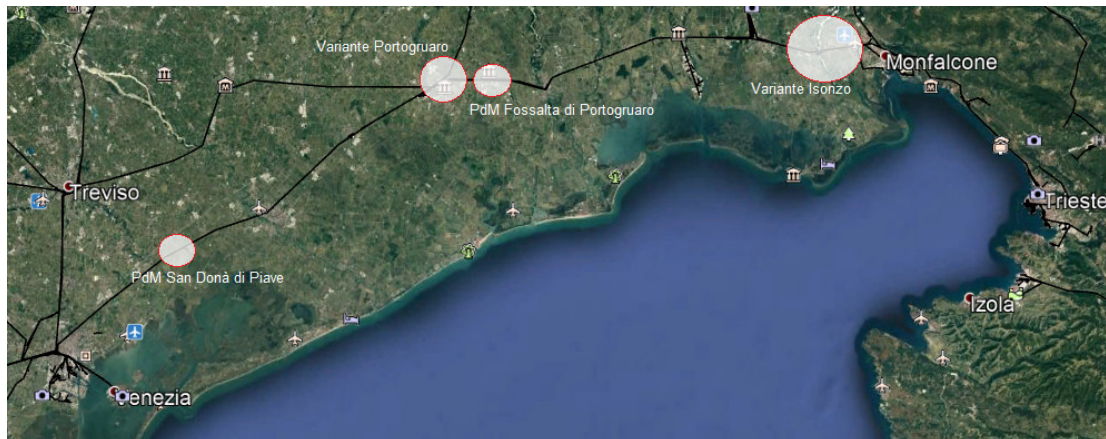 Variante Portogruaro
PdM Fossalta di Portogruaro
Variante Isonzo
Monfalcone
Treviso
Trieste
PdM San Donà di Piave
Izola
Venezia